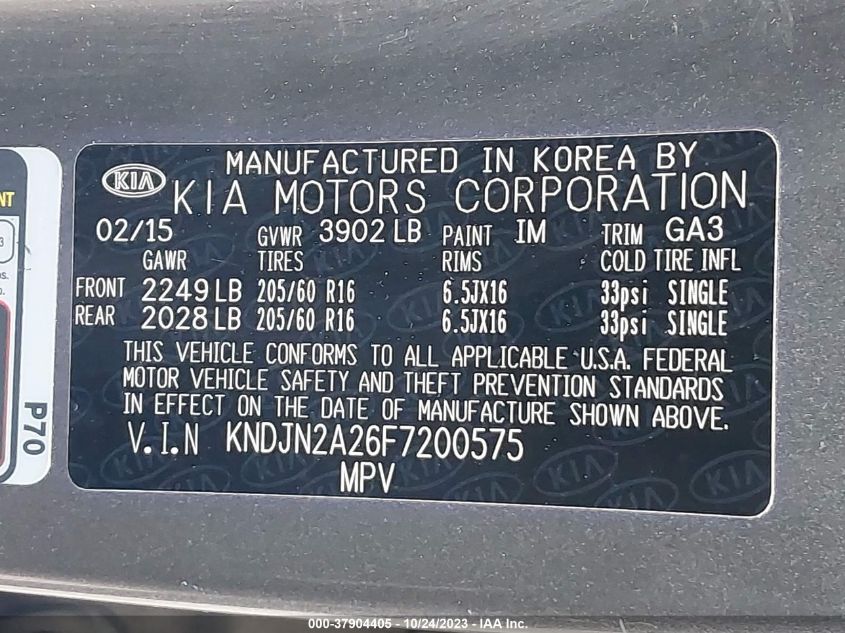 MANUFACTURED IN KOREA BY
KIA KIA MOTORS CORPORATION
02/15 GVWR 3902 LB PAINT IM TRIM GA3
GAWR TIRES RIMS COLD TIRE INFL
FRONT 2249 LB 205/60 R16 6.5JX16 33psi SINGLE
REAR 2028 LB 205/60 R16 6.5JX16 33psi SINGLE
THIS VEHICLE CONFORMS TO ALL APPLICABLE U.S.A. FEDERAL
MOTOR VEHICLE SAFETY AND THEFT PREVENTION STANDARDS
IN EFFECT ON THE DATE OF MANUFACTURE SHOWN ABOVE.
V.I.N KNDJN2A26F7200575
MPV
P70
000-37904405 - 10/24/2023 - IAA Inc.